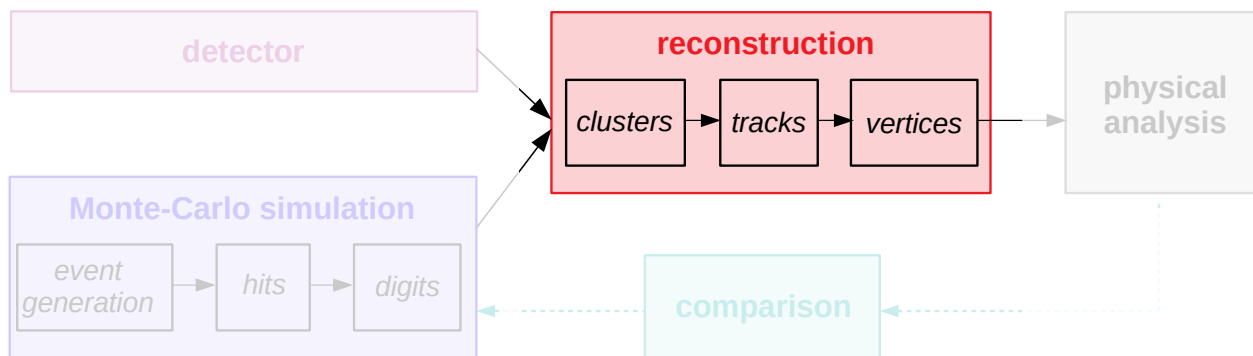 detector
reconstruction
clusters
tracks
vertices
physical
analysis
Monte-Carlo simulation
event
generation
hits
digits
comparison